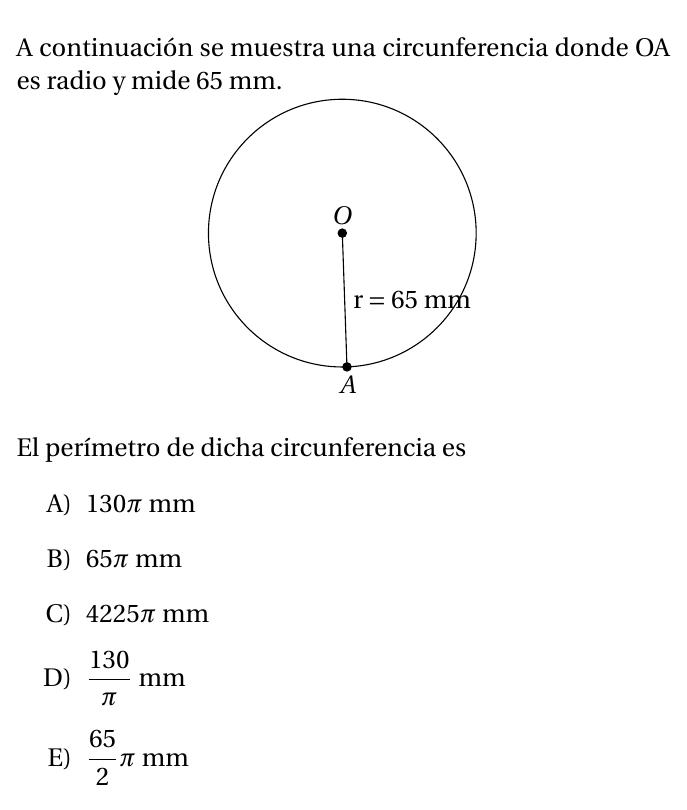 A continuación se muestra una circunferencia donde OA
es radio y mide 65 mm.
O
r = 65 mm
A
El perímetro de dicha circunferencia es
A) 130π mm
B) 65π mm
C) 4225π mm
D) 130/π mm
E) 65/2 π mm